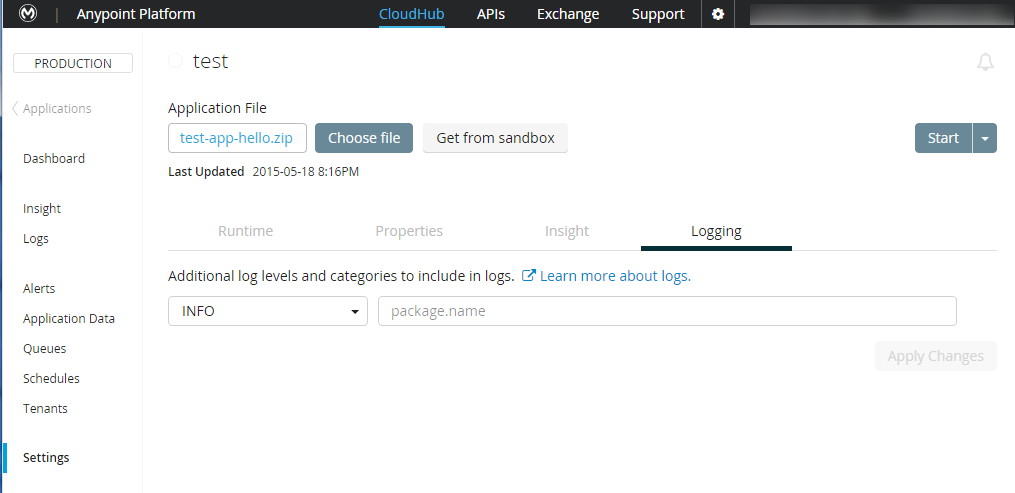 Anypoint Platform CloudHub APIs Exchange Support
PRODUCTION
Applications
Dashboard
Insight
Logs
Alerts
Application Data
Queues
Schedules
Tenants
Settings
test
Application File
test-app-hello.zip Choose file Get from sandbox Start
Last Updated 2015-05-18 8:16PM
Runtime Properties Insight Logging
Additional log levels and categories to include in logs. Learn more about logs.
INFO package.name
Apply Changes